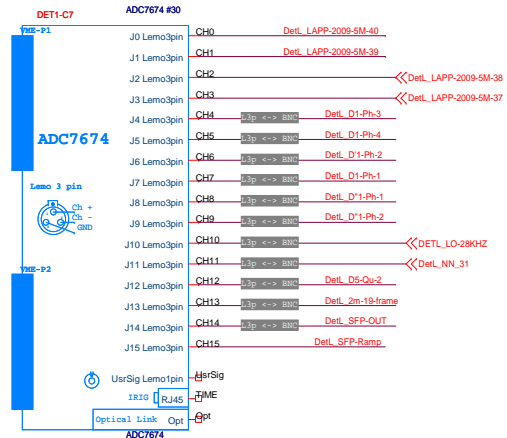 DET1-C7 ADC7674 #30
VME-P1
J0 Lemo3pin CH0 DetL_LAPP-2009-5M-40
J1 Lemo3pin CH1 DetL_LAPP-2009-5M-39
J2 Lemo3pin CH2 DetL_LAPP-2009-5M-38
J3 Lemo3pin CH3 DetL_LAPP-2009-5M-37
J4 Lemo3pin CH4 L3p <-> BNC DetL_D1-Ph-3
ADC7674 J5 Lemo3pin CH5 L3p <-> BNC DetL_D1-Ph-4
J6 Lemo3pin CH6 L3p <-> BNC DetL_D'1-Ph-2
J7 Lemo3pin CH7 L3p <-> BNC DetL_D1-Ph-1
Lemo 3 pin
J8 Lemo3pin CH8 L3p <-> BNC DetL_D"1-Ph-1
Ch +
Ch -
GND
J9 Lemo3pin CH9 L3p <-> BNC DetL_D"1-Ph-2
J10 Lemo3pin CH10 L3p <-> BNC DETL_LO-28KHZ
J11 Lemo3pin CH11 L3p <-> BNC DetL_NN_31
VME-P2
J12 Lemo3pin CH12 L3p <-> BNC DetL_D5-Qu-2
J13 Lemo3pin CH13 L3p <-> BNC DetL_2m-19-frame
J14 Lemo3pin CH14 L3p <-> BNC DetL_SFP-OUT
J15 Lemo3pin CH15 DetL_SFP-Ramp
UsrSig Lemo1pin UsrSig
IRIG RJ45 TIME
Optical Link Opt Opt
ADC7674